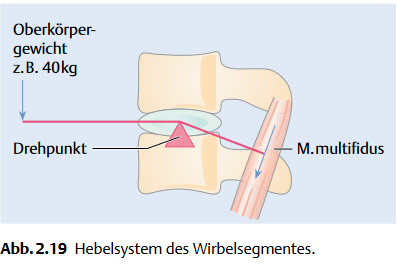 Oberkörper-
gewicht
z.B. 40kg
Drehpunkt
M. multifidus
Abb. 2.19 Hebelsystem des Wirbelsegmentes.